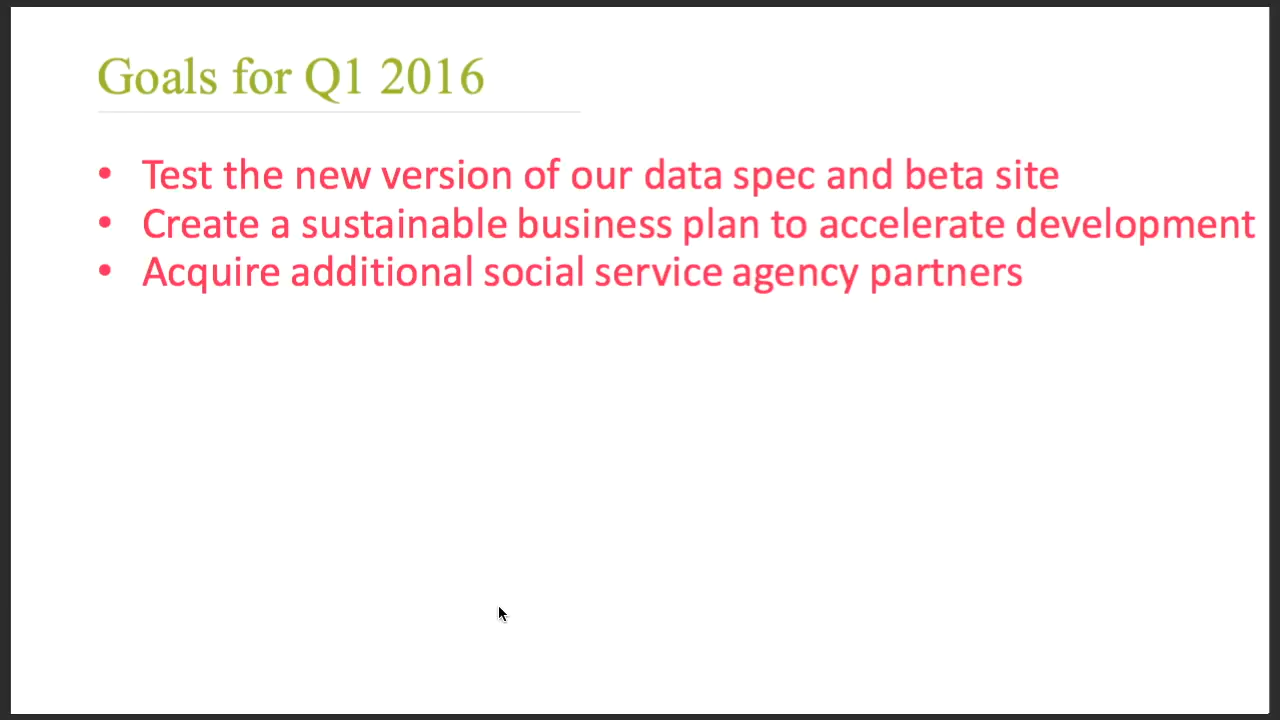 Goals for Q1 2016
• Test the new version of our data spec and beta site
• Create a sustainable business plan to accelerate development
• Acquire additional social service agency partners